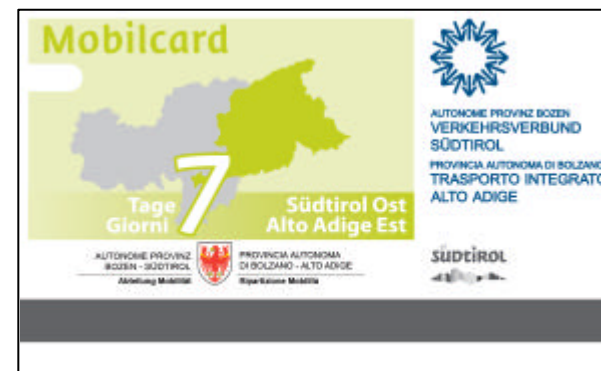 Mobilcard
7
Tage
Giorni
Südtirol Ost
Alto Adige Est
AUTONOME PROVINZ
BOZEN - SÜDTIROL
Abteilung Mobilität
PROVINCIA AUTONOMA
DI BOLZANO - ALTO ADIGE
Ripartizione Mobilità
AUTONOME PROVINZ BOZEN
VERKEHRSVERBUND
SÜDTIROL
PROVINCIA AUTONOMA DI BOLZANO
TRASPORTO INTEGRATO
ALTO ADIGE
SÜDTIROL